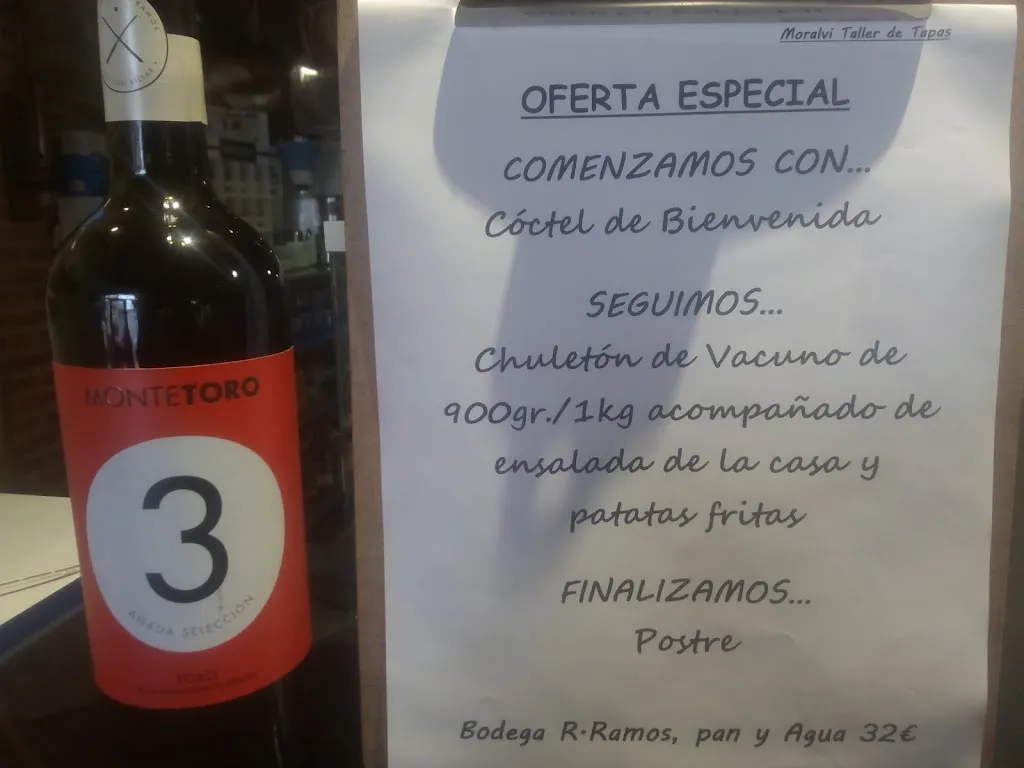 MONTETORO
3
SELECCIÓN
Moralvi Taller de Tapas
OFERTA ESPECIAL
COMENZAMOS CON...
Cóctel de Bienvenida
SEGUIMOS...
Chuletón de Vacuno de
900gr./1kg acompañado de
ensalada de la casa y
patatas fritas
FINALIZAMOS...
Postre
Bodega R.Ramos, pan y Agua 32€